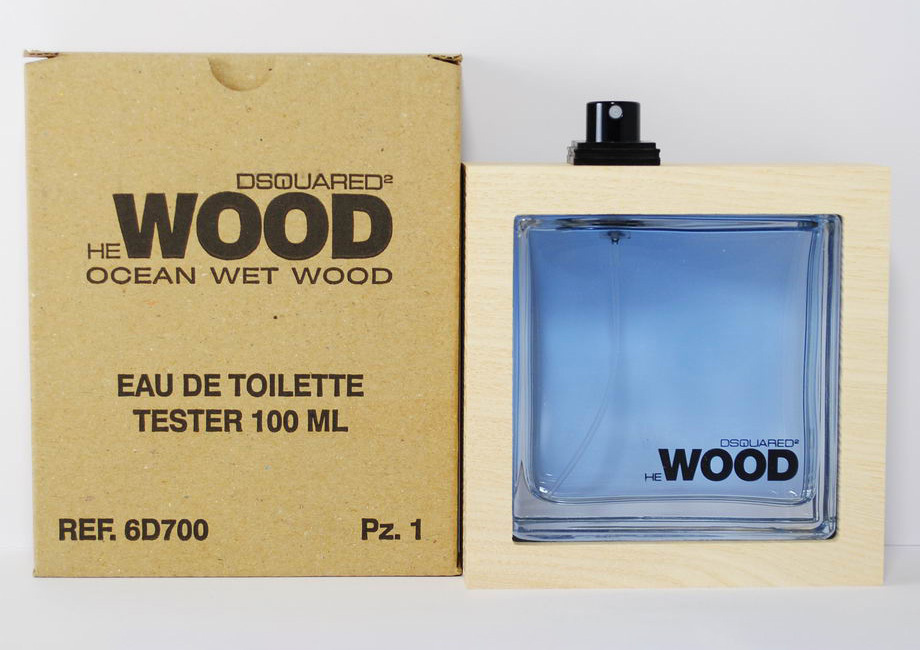 DSQUARED²
HE WOOD
OCEAN WET WOOD
EAU DE TOILETTE
TESTER 100 ML
REF. 6D700 Pz. 1
DSQUARED²
HE WOOD